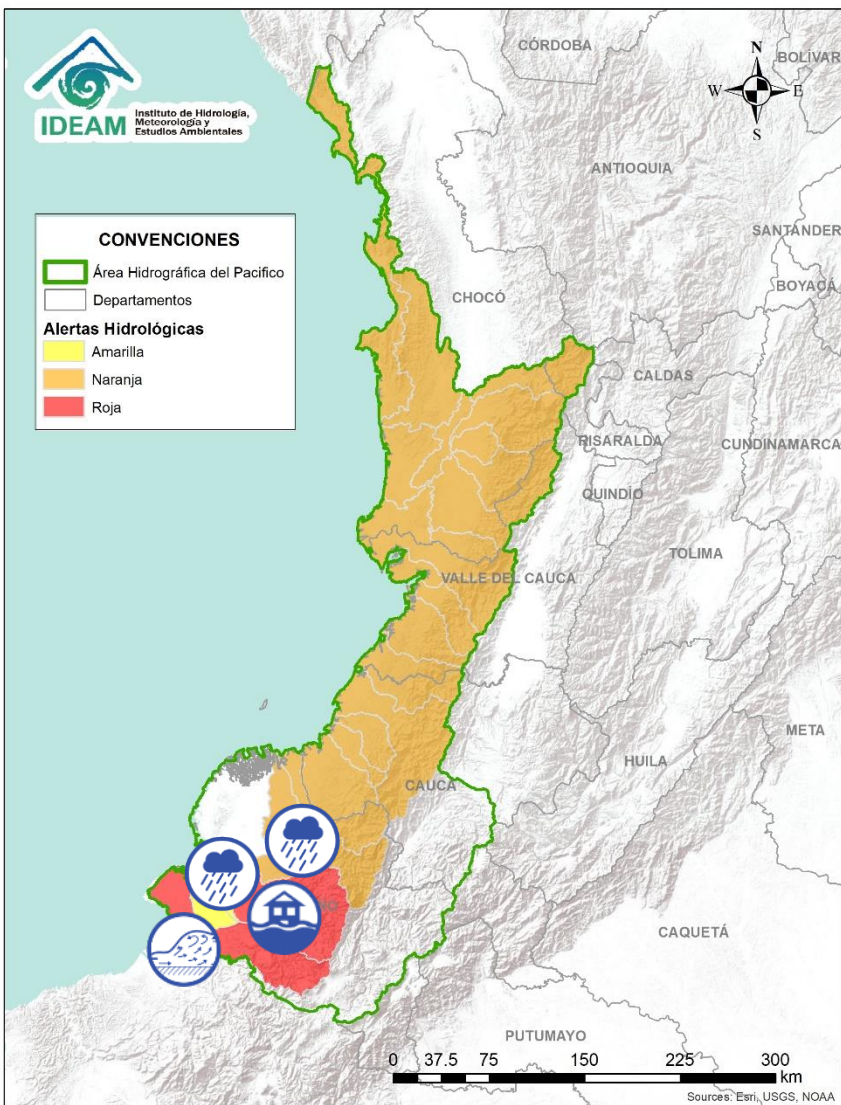 IDEAM
Instituto de Hidrología,
Meteorología y
Estudios Ambientales
N
W
E
S
CÓRDOBA
BOLÍVAR
ANTIOQUIA
SANTANDER
BOYACÁ
CHOCÓ
CALDAS
RISARALDA
CUNDINAMARCA
QUINDÍO
TOLIMA
VALLE DEL CAUCA
META
HUILA
CAUCA
CAQUETÁ
PUTUMAYO
CONVENCIONES
Área Hidrográfica del Pacifico
Departamentos
Alertas Hidrológicas
Amarilla
Naranja
Roja
0 37.5 75 150 225 300
km
Sources: Esri, USGS, NOAA